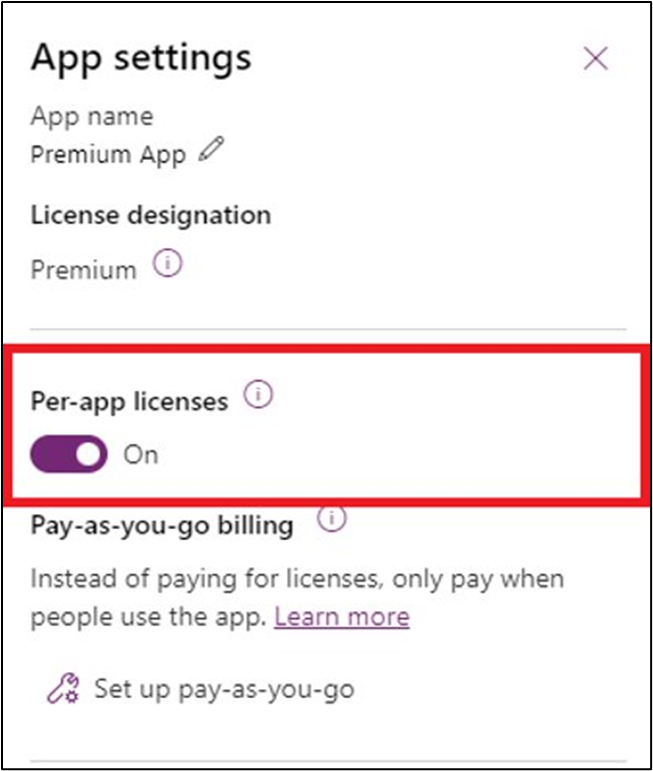 App settings
App name
Premium App
License designation
Premium
Per-app licenses
On
Pay-as-you-go billing
Instead of paying for licenses, only pay when
people use the app. Learn more
Set up pay-as-you-go